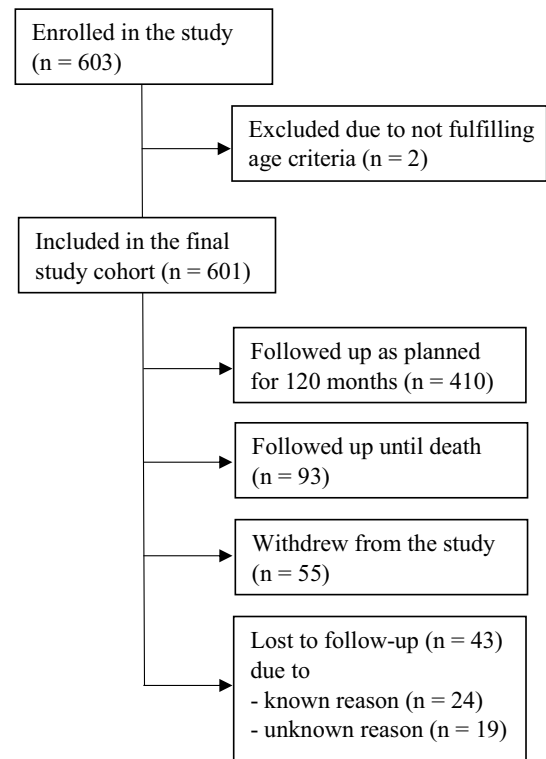 Enrolled in the study
(n = 603)
Excluded due to not fulfilling
age criteria (n = 2)
Included in the final
study cohort (n = 601)
Followed up as planned
for 120 months (n = 410)
Followed up until death
(n = 93)
Withdrew from the study
(n = 55)
Lost to follow-up (n = 43)
due to
- known reason (n = 24)
- unknown reason (n = 19)